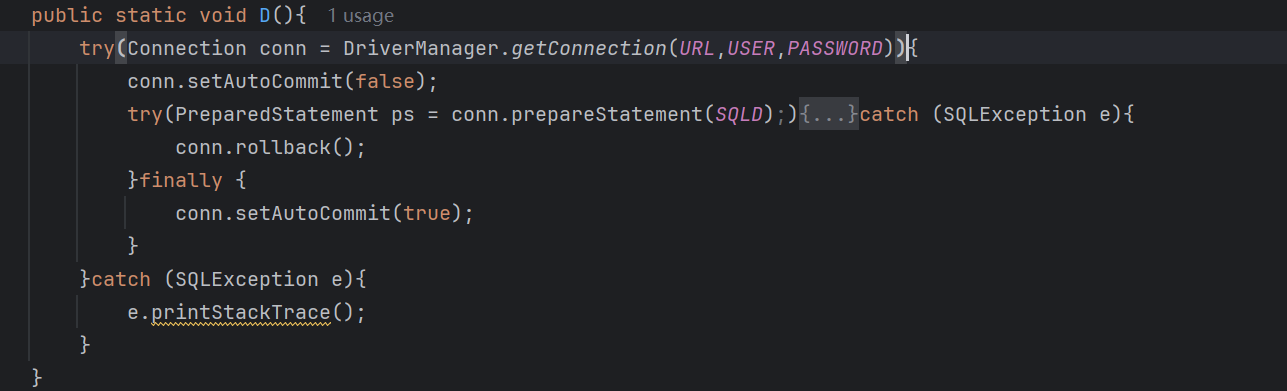 public static void D(){ 1 usage
try(Connection conn = DriverManager.getConnection(URL,USER,PASSWORD)){
conn.setAutoCommit(false);
try(PreparedStatement ps = conn.prepareStatement(SQLD);){...}catch (SQLException e){
conn.rollback();
}finally {
conn.setAutoCommit(true);
}
}catch (SQLException e){
e.printStackTrace();
}
}